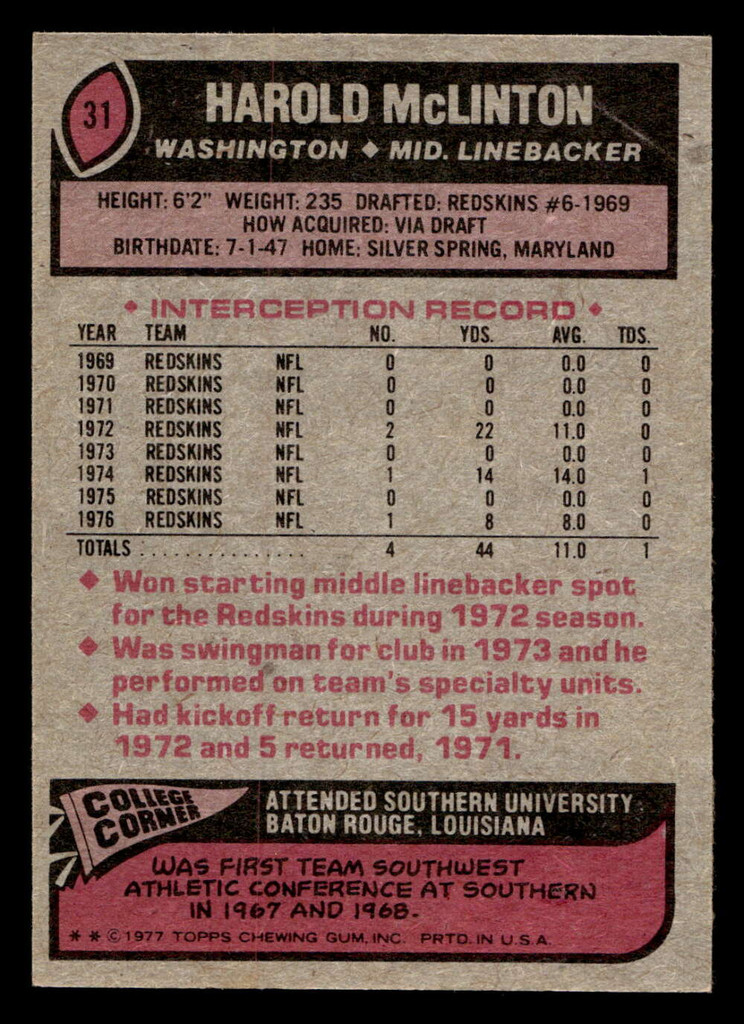 31
HAROLD McLINTON
WASHINGTON ◆ MID. LINEBACKER
HEIGHT: 6'2" WEIGHT: 235 DRAFTED: REDSKINS #6-1969
HOW ACQUIRED: VIA DRAFT
BIRTHDATE: 7-1-47 HOME: SILVER SPRING, MARYLAND
◆ INTERCEPTION RECORD ◆
YEAR TEAM NO. YDS. AVG. TDS.
1969 REDSKINS NFL 0 0 0.0 0
1970 REDSKINS NFL 0 0 0.0 0
1971 REDSKINS NFL 0 0 0.0 0
1972 REDSKINS NFL 2 22 11.0 0
1973 REDSKINS NFL 0 0 0.0 0
1974 REDSKINS NFL 1 14 14.0 1
1975 REDSKINS NFL 0 0 0.0 0
1976 REDSKINS NFL 1 8 8.0 0
TOTALS : . . . . . . . . . . . . . . . 4 44 11.0 1
◆ Won starting middle linebacker spot
for the Redskins during 1972 season.
◆ Was swingman for club in 1973 and he
performed on team's specialty units.
◆ Had kickoff return for 15 yards in
1972 and 5 returned, 1971.
COLLEGE
CORNER
ATTENDED SOUTHERN UNIVERSITY
BATON ROUGE, LOUISIANA
WAS FIRST TEAM SOUTHWEST
ATHLETIC CONFERENCE AT SOUTHERN
IN 1967 AND 1968.
* * © 1977 TOPPS CHEWING GUM, INC. PRTD. IN U.S.A.